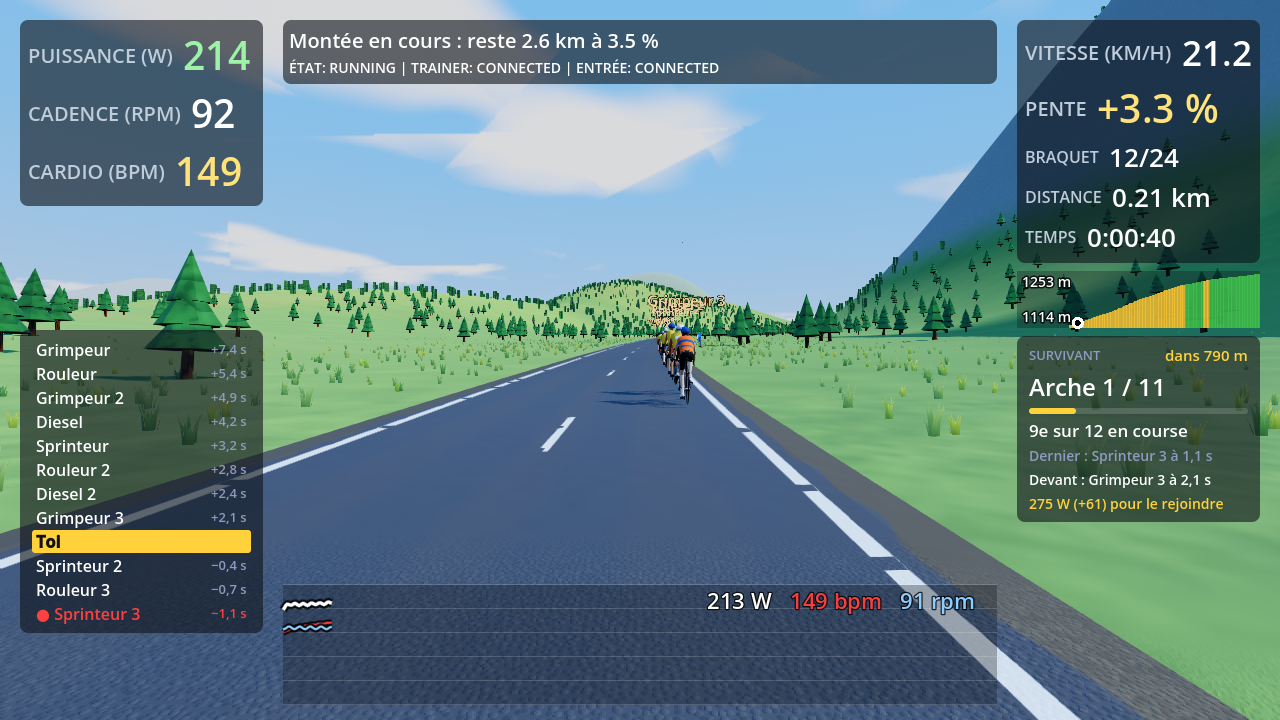 PUISSANCE (W) 214
CADENCE (RPM) 92
CARDIO (BPM) 149
Montée en cours : reste 2.6 km à 3.5 %
ÉTAT: RUNNING | TRAINER: CONNECTED | ENTRÉE: CONNECTED
VITESSE (KM/H) 21.2
PENTE +3.3 %
BRAQUET 12/24
DISTANCE 0.21 km
TEMPS 0:00:40
1253 m
1114 m
SURVIVANT dans 790 m
Arche 1 / 11
9e sur 12 en course
Dernier : Sprinteur 3 à 1,1 s
Devant : Grimpeur 3 à 2,1 s
275 W (+61) pour le rejoindre
Grimpeur 3
Grimpeur +7,4 s
Rouleur +5,4 s
Grimpeur 2 +4,9 s
Diesel +4,2 s
Sprinteur +3,2 s
Rouleur 2 +2,8 s
Diesel 2 +2,4 s
Grimpeur 3 +2,1 s
ToI
Sprinteur 2 −0,4 s
Rouleur 3 −0,7 s
Sprinteur 3 −1,1 s
213 W 149 bpm 91 rpm